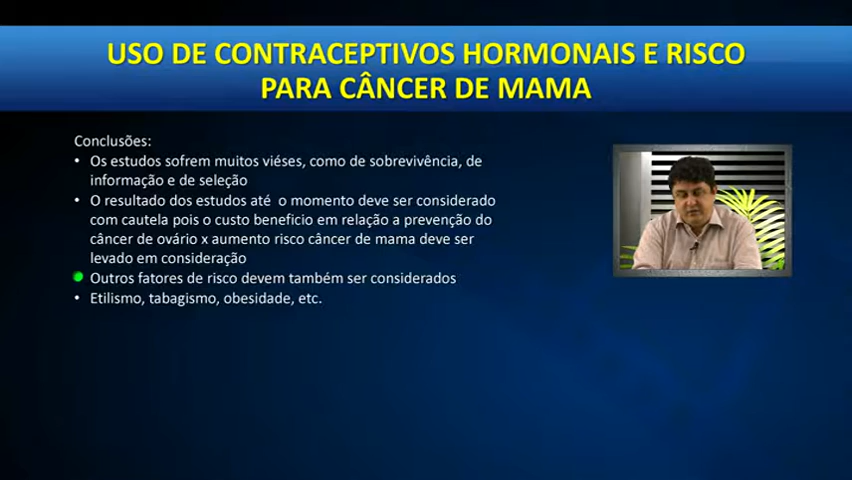 USO DE CONTRACEPTIVOS HORMONAIS E RISCO
PARA CÂNCER DE MAMA
Conclusões:
• Os estudos sofrem muitos viéses, como de sobrevivência, de
informação e de seleção
• O resultado dos estudos até o momento deve ser considerado
com cautela pois o custo beneficio em relação a prevenção do
câncer de ovário x aumento risco câncer de mama deve ser
levado em consideração
• Outros fatores de risco devem também ser considerados
• Etilismo, tabagismo, obesidade, etc.